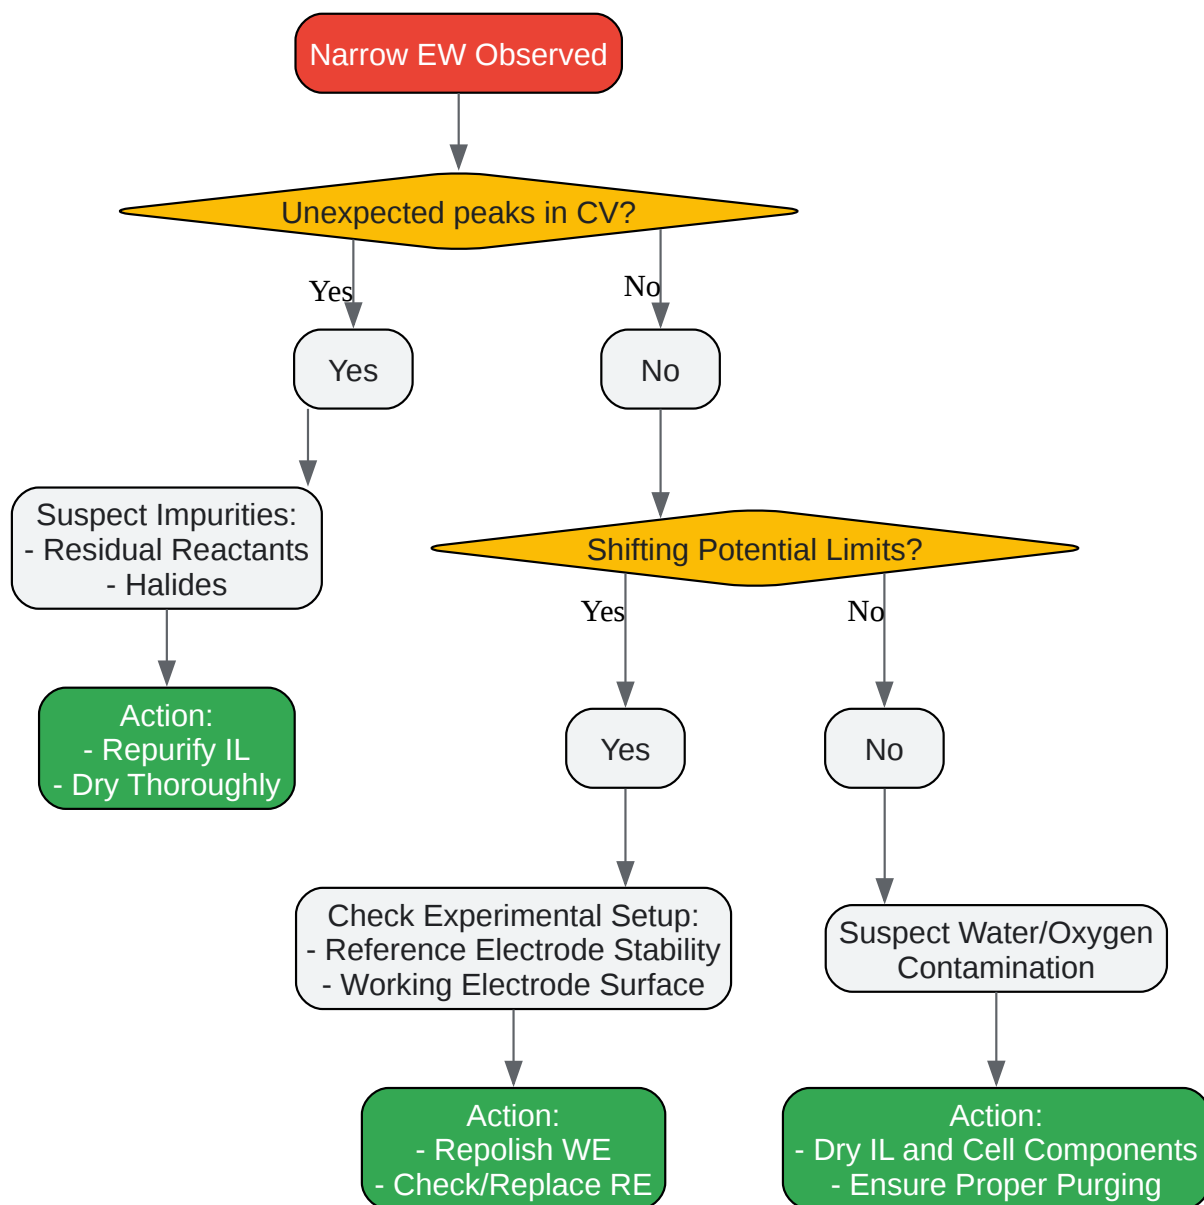 Narrow EW Observed
Unexpected peaks in CV?
Yes
No
Yes
No
Suspect Impurities:
- Residual Reactants
- Halides
Shifting Potential Limits?
Yes
No
Action:
- Repurify IL
- Dry Thoroughly
Yes
No
Check Experimental Setup:
- Reference Electrode Stability
- Working Electrode Surface
Suspect Water/Oxygen
Contamination
Action:
- Repolish WE
- Check/Replace RE
Action:
- Dry IL and Cell Components
- Ensure Proper Purging